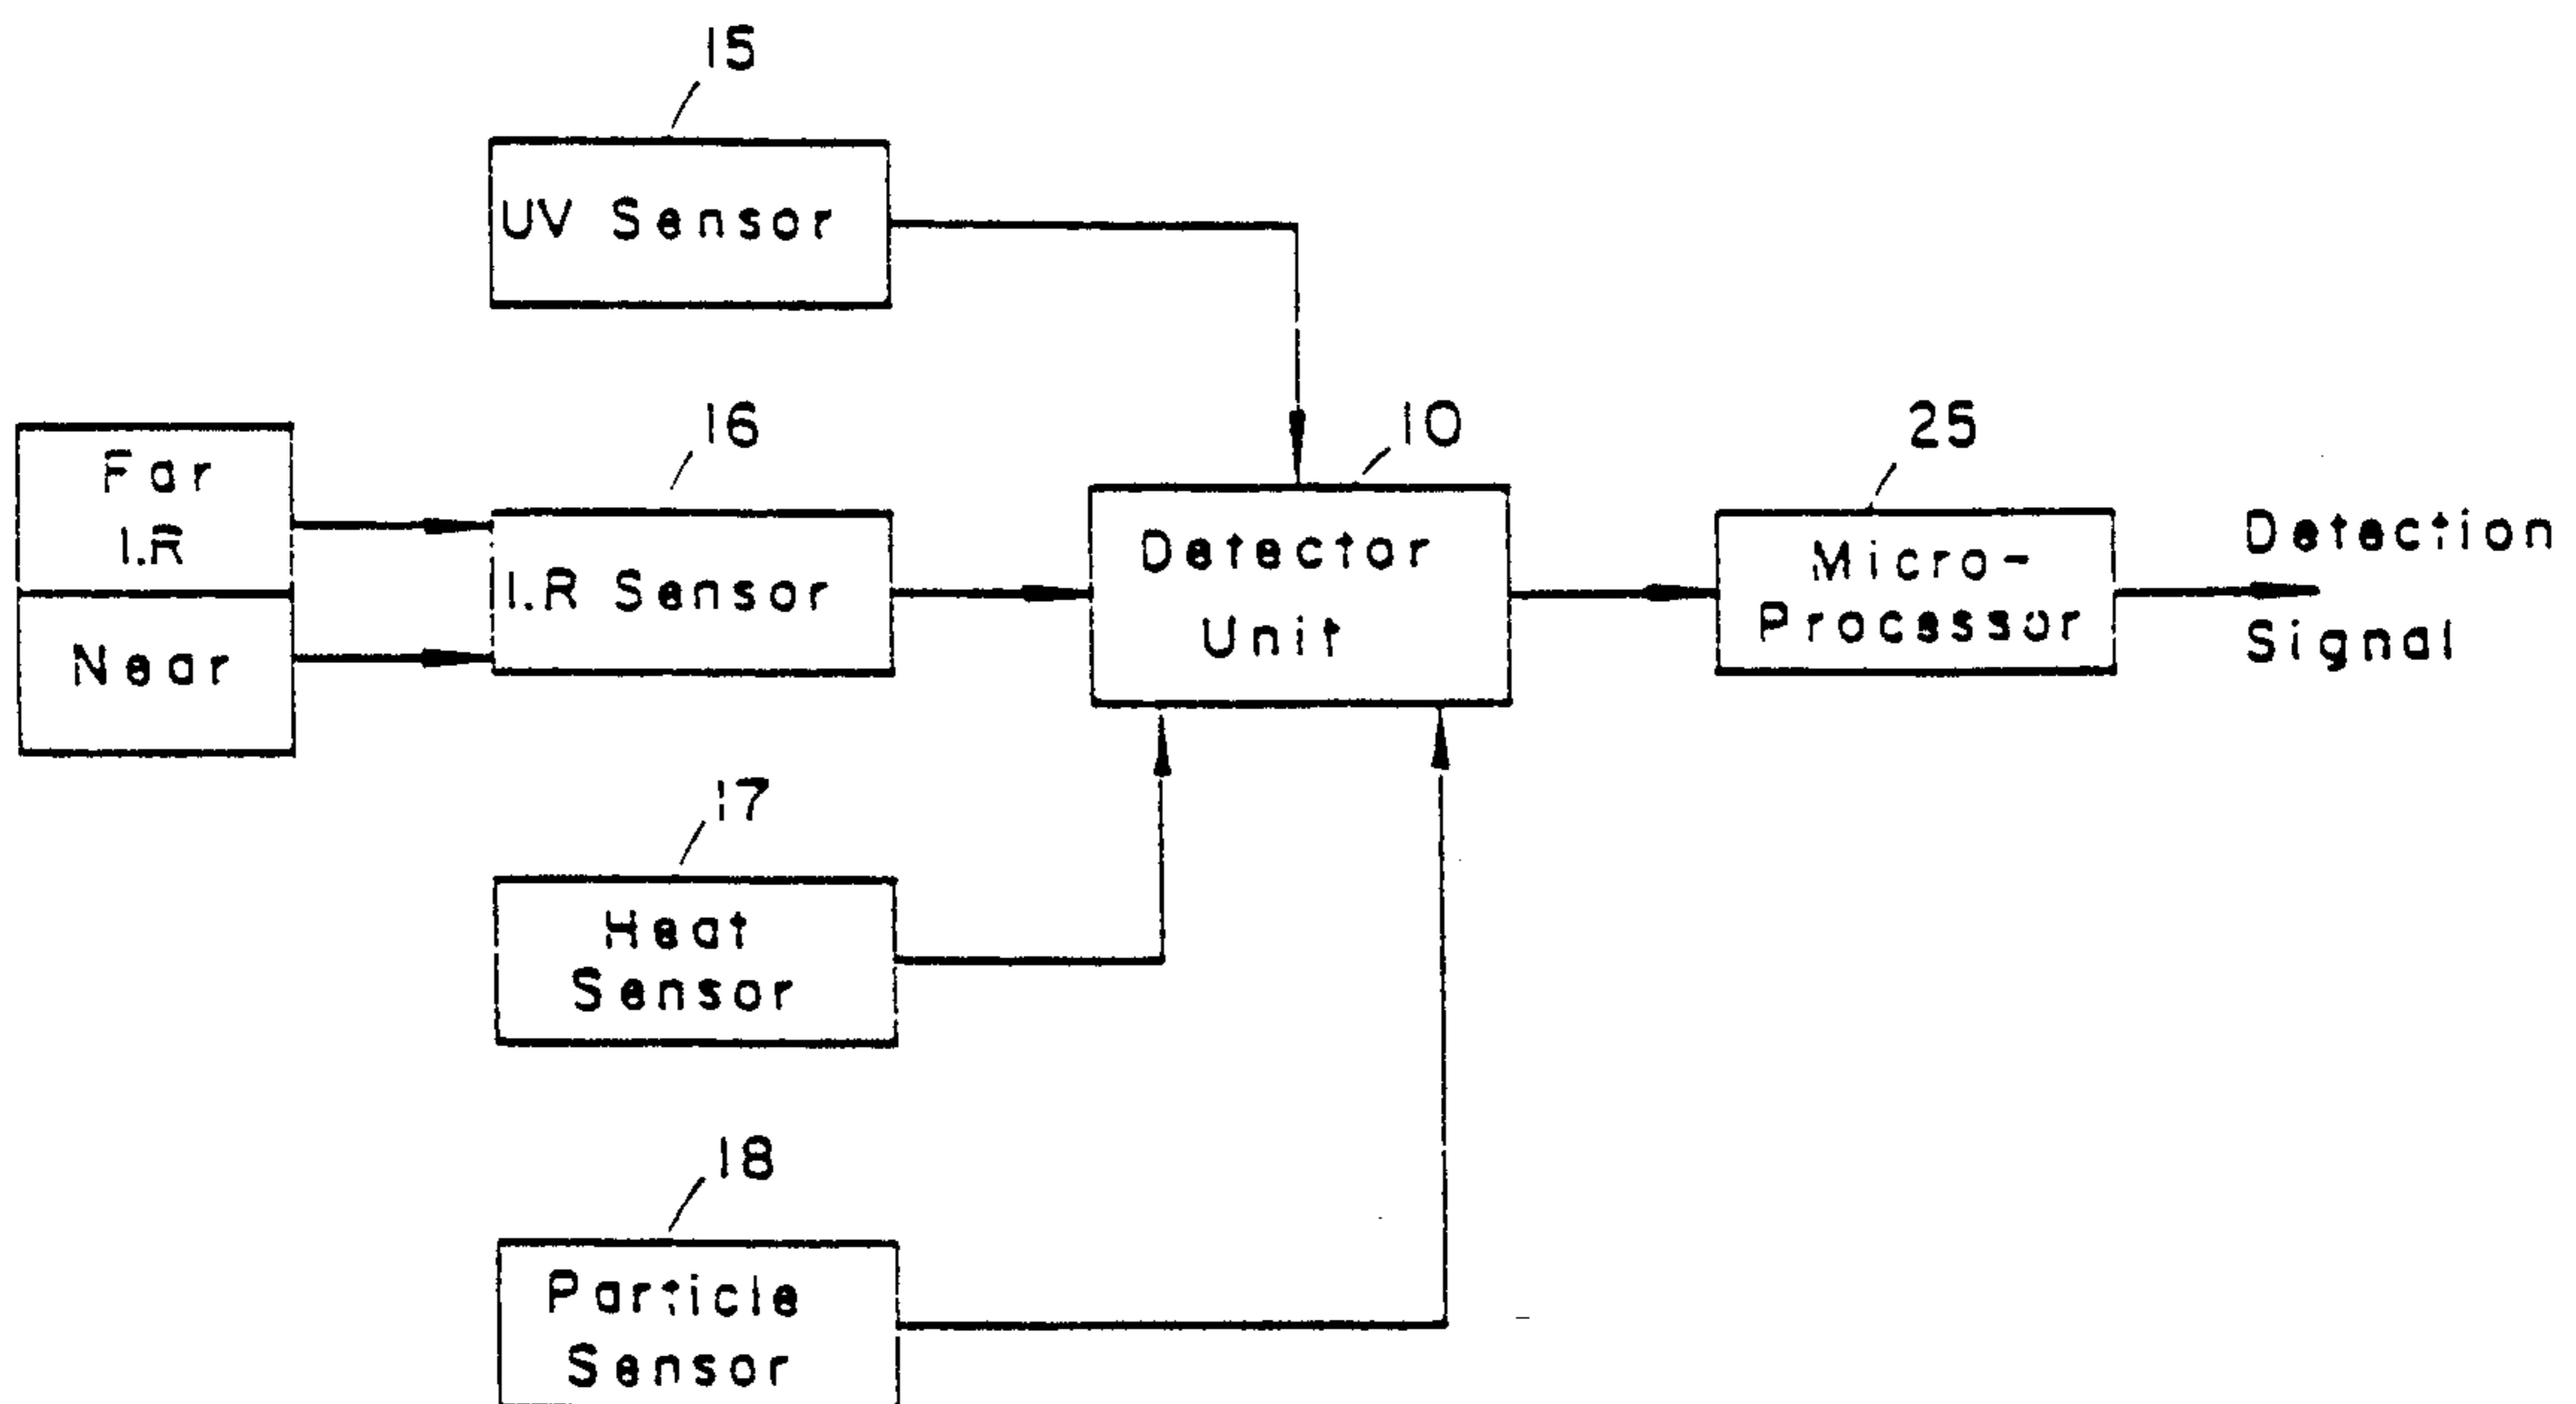 15
UV Sensor
16
10
25
Far
I.R
Near
I.R Sensor
Detector
Unit
Micro-
Processor
Detection
Signal
17
Heat
Sensor
18
Particle
Sensor